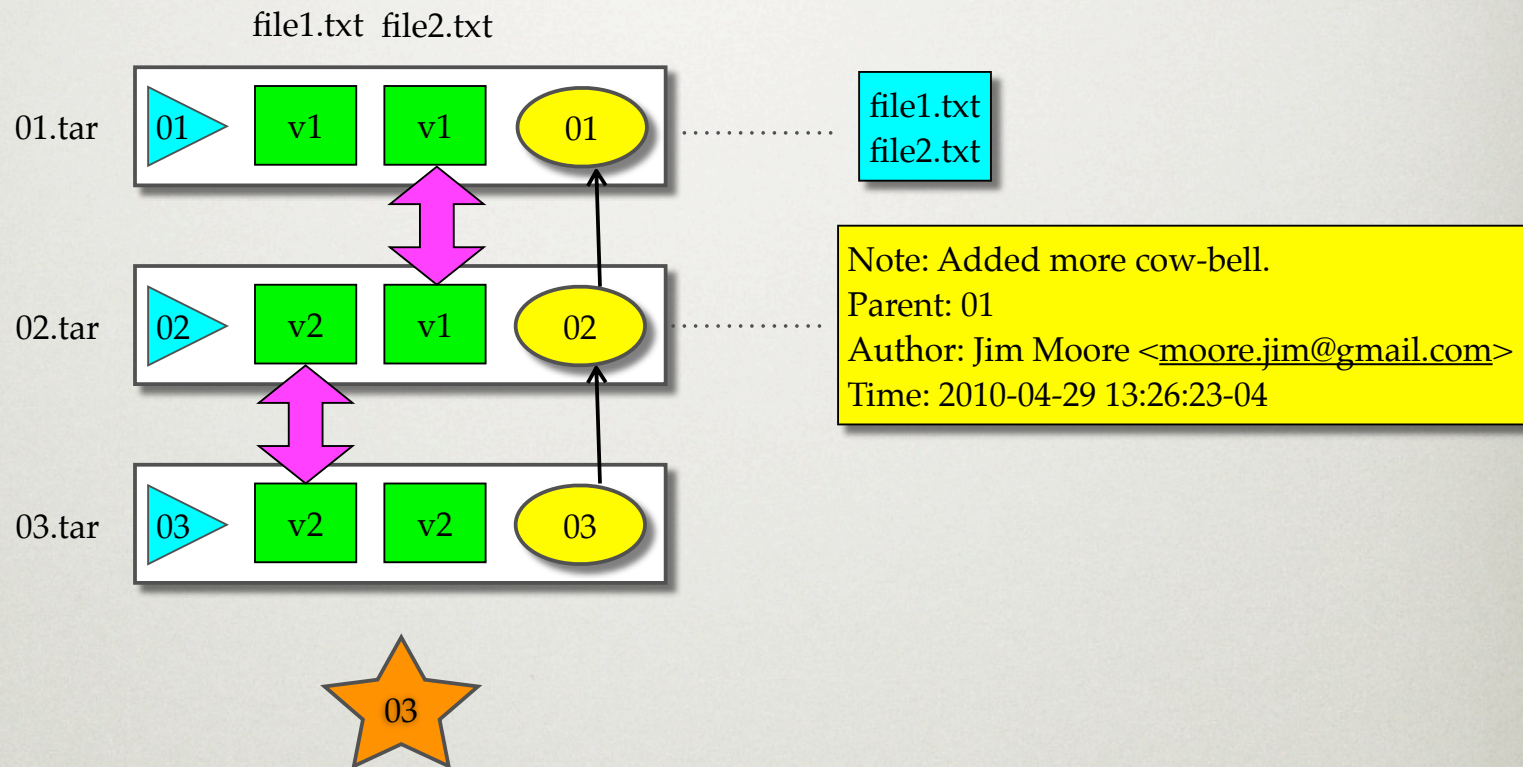 file1.txt file2.txt
01.tar 01 v1 v1 01
file1.txt
file2.txt
02.tar 02 v2 v1 02
Note: Added more cow-bell.
Parent: 01
Author: Jim Moore <moore.jim@gmail.com>
Time: 2010-04-29 13:26:23-04
03.tar 03 v2 v2 03
03